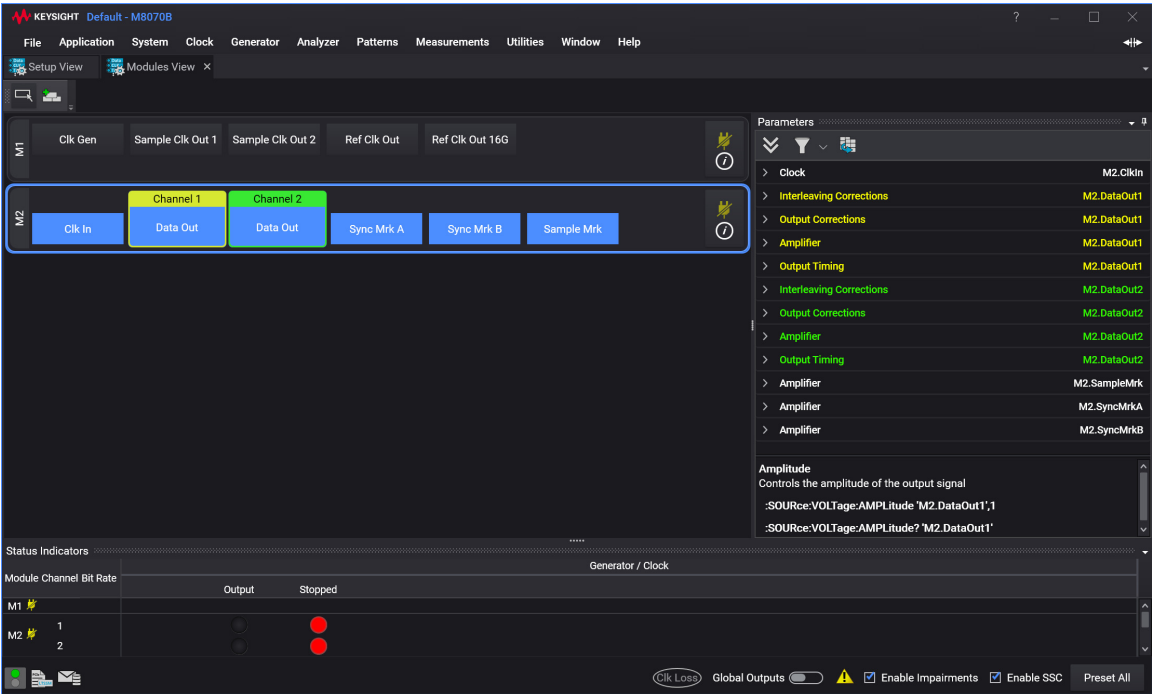 KEYSIGHT Default - M8070B
File Application System Clock Generator Analyzer Patterns Measurements Utilities Window Help
Setup View Modules View
M1
Clk Gen Sample Clk Out 1 Sample Clk Out 2 Ref Clk Out Ref Clk Out 16G
M2
Channel 1 Channel 2
Clk In Data Out Data Out Sync Mrk A Sync Mrk B Sample Mrk
Parameters
Clock M2.ClkIn
Interleaving Corrections M2.DataOut1
Output Corrections M2.DataOut1
Amplifier M2.DataOut1
Output Timing M2.DataOut1
Interleaving Corrections M2.DataOut2
Output Corrections M2.DataOut2
Amplifier M2.DataOut2
Output Timing M2.DataOut2
Amplifier M2.SampleMrk
Amplifier M2.SyncMrkA
Amplifier M2.SyncMrkB
Amplitude
Controls the amplitude of the output signal
:SOURce:VOLTage:AMPLitude 'M2.DataOut1',1
:SOURce:VOLTage:AMPLitude? 'M2.DataOut1'
Status Indicators
Module Channel Bit Rate
Generator / Clock
Output Stopped
M1
M2
1
2
Clk Loss Global Outputs Enable Impairments Enable SSC Preset All